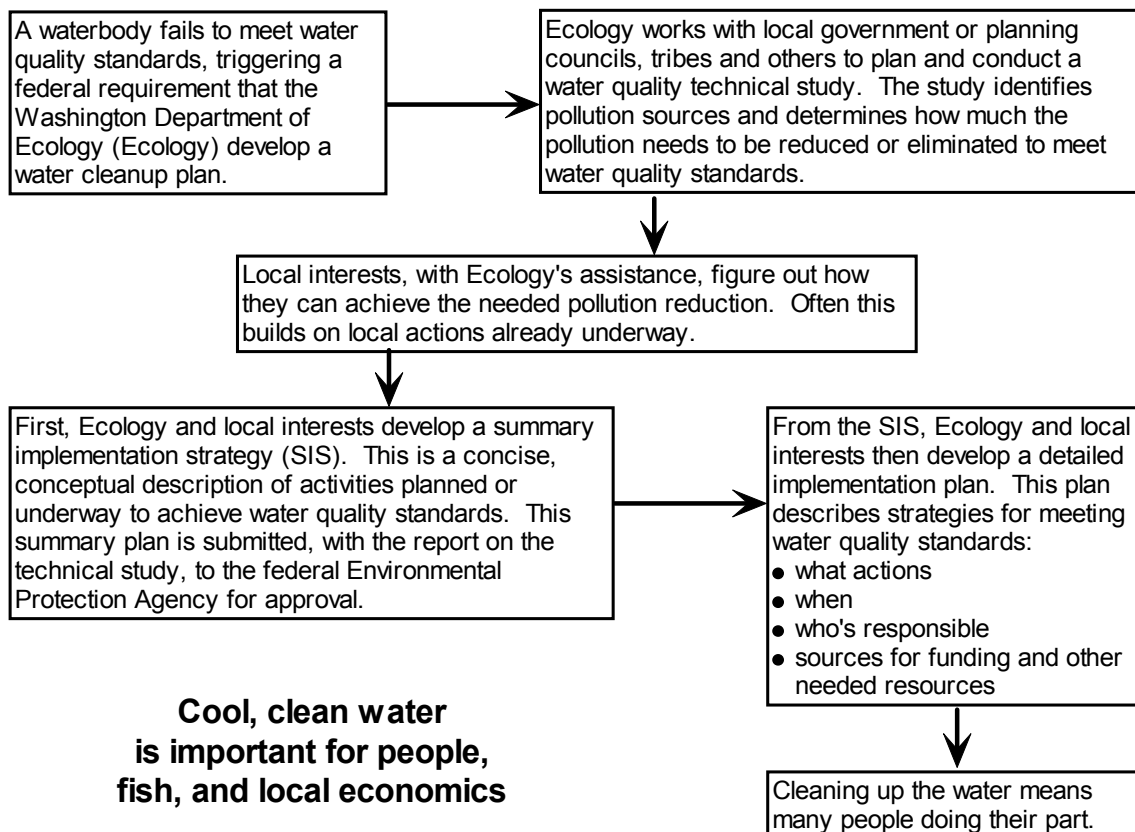 A waterbody fails to meet water
quality standards, triggering a
federal requirement that the
Washington Department of
Ecology (Ecology) develop a
water cleanup plan.
Ecology works with local government or planning
councils, tribes and others to plan and conduct a
water quality technical study.  The study identifies
pollution sources and determines how much the
pollution needs to be reduced or eliminated to meet
water quality standards.
Local interests, with Ecology's assistance, figure out how
they can achieve the needed pollution reduction.  Often this
builds on local actions already underway.
First, Ecology and local interests develop a summary
implementation strategy (SIS).  This is a concise,
conceptual description of activities planned or
underway to achieve water quality standards.  This
summary plan is submitted, with the report on the
technical study, to the federal Environmental
Protection Agency for approval.
From the SIS, Ecology and local
interests then develop a detailed
implementation plan.  This plan
describes strategies for meeting
water quality standards:
● what actions
● when
● who's responsible
● sources for funding and other
needed resources
Cool, clean water
is important for people,
fish, and local economics
Cleaning up the water means
many people doing their part.